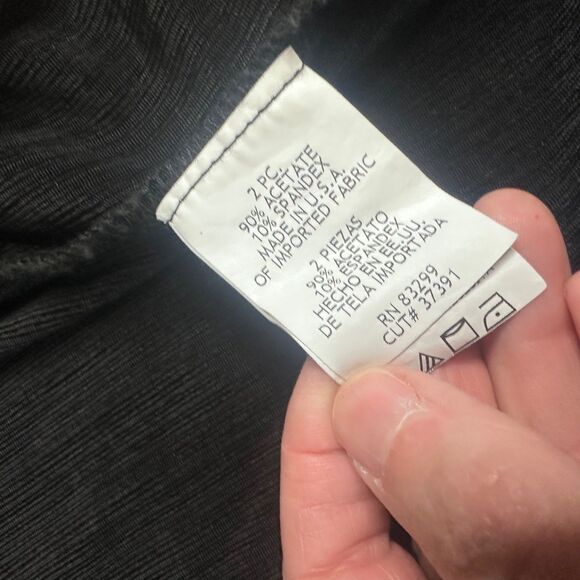 2 PC.
90% ACETATE
10% SPANDEX
MADE IN U.S.A.
OF IMPORTED FABRIC
2 PIEZAS
90% ACETATO
10% ESPANDEX
HECHO EN EE.UU.
DE TELA IMPORTADA
RN 83299
CUT# 37391